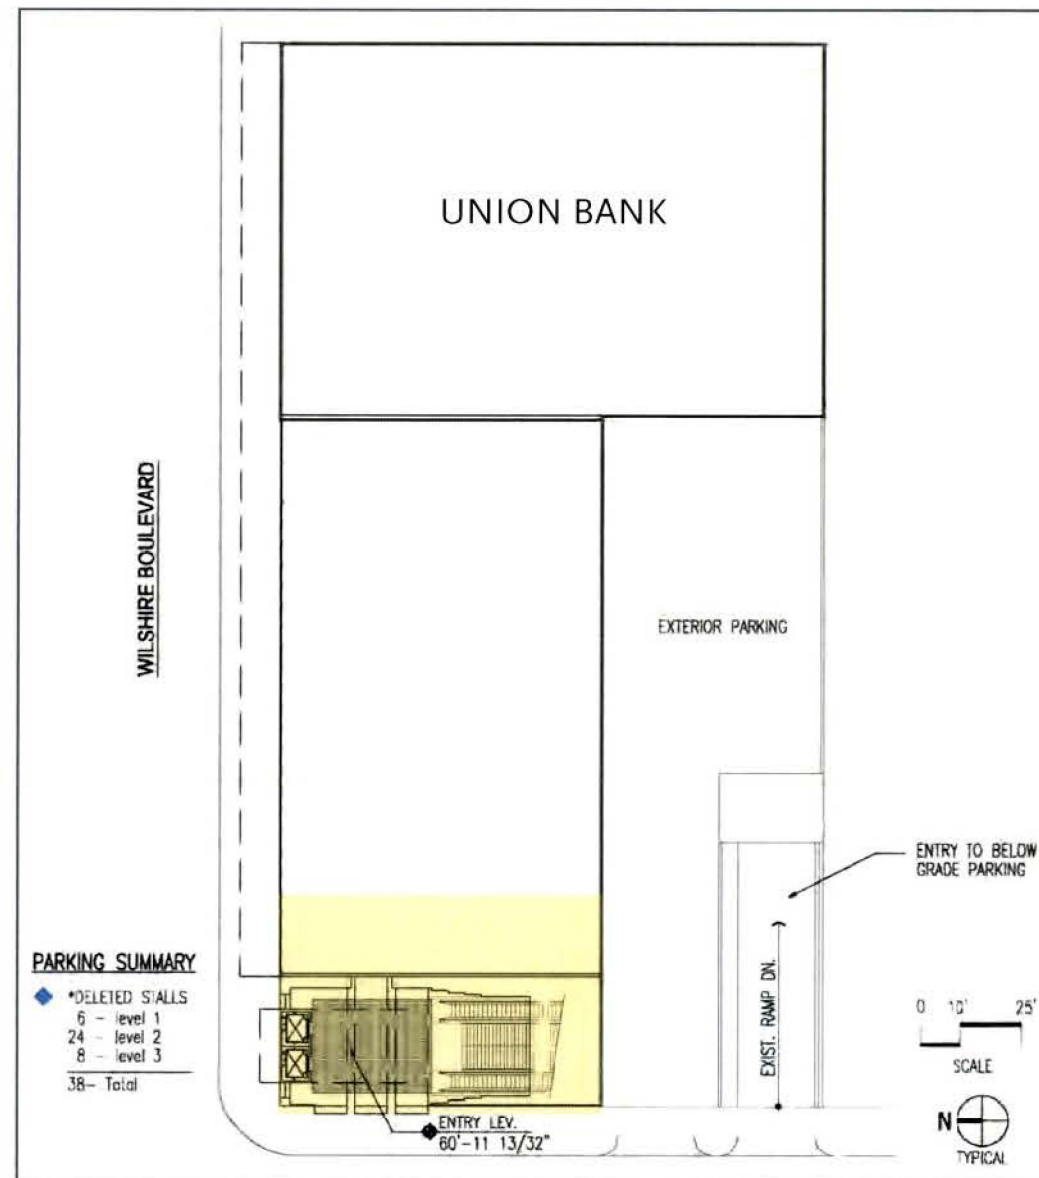 UNION BANK
WILSHIRE BOULEVARD
EXTERIOR PARKING
ENTRY TO BELOW
GRADE PARKING
EXIST. RAMP DN.
PARKING SUMMARY
*DELETED STALLS
6 - level 1
24 - level 2
8 - level 3
38- Total
ENTRY LEV.
60'-11 13/32"
0 10' 25'
SCALE
N
TYPICAL